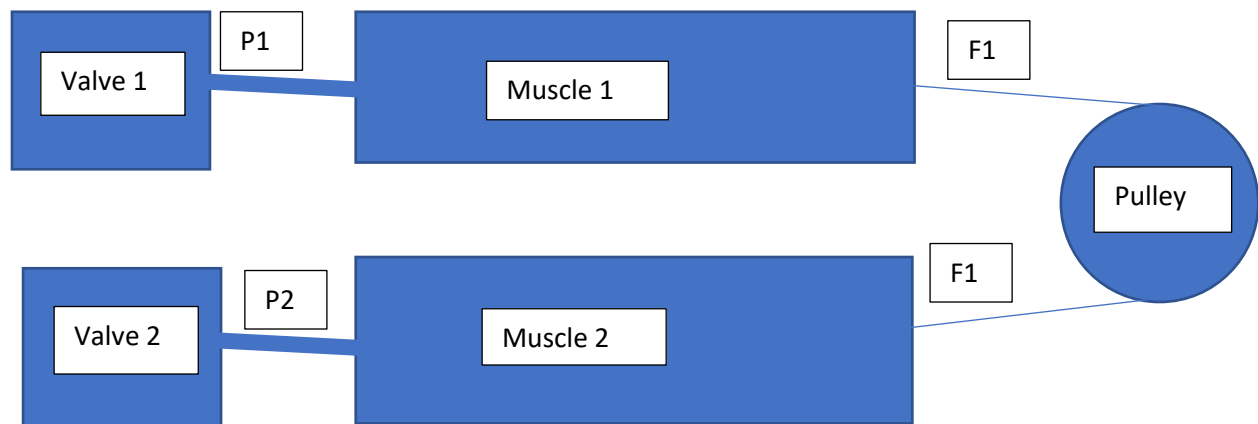 P1
F1
Valve 1
Muscle 1
Pulley
F1
P2
Valve 2
Muscle 2